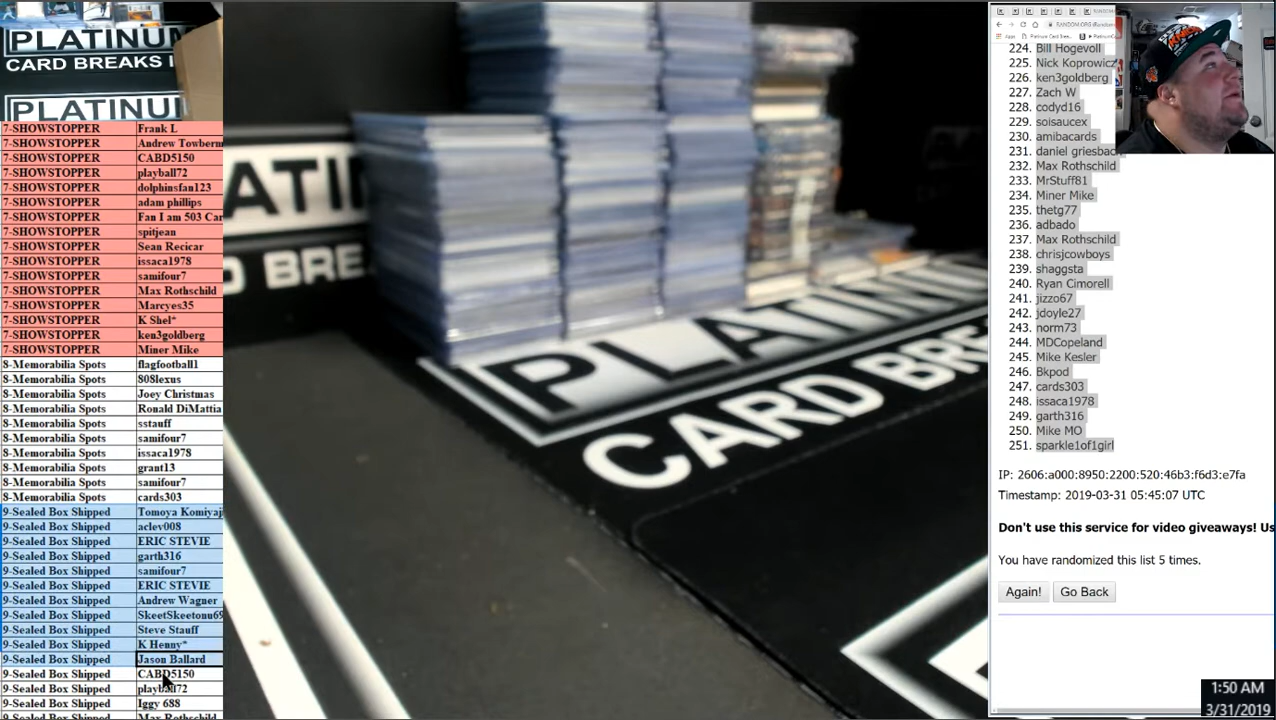 PLATINUM
CARD BREAKS
PLATINUM
7-SHOWSTOPPER Frank L
7-SHOWSTOPPER Andrew Towberm
7-SHOWSTOPPER CABD5150
7-SHOWSTOPPER playball72
7-SHOWSTOPPER dolphinsfan123
7-SHOWSTOPPER adam phillips
7-SHOWSTOPPER Fan I am 503 Car
7-SHOWSTOPPER spitjean
7-SHOWSTOPPER Sean Recicar
7-SHOWSTOPPER issaca1978
7-SHOWSTOPPER samifour7
7-SHOWSTOPPER Max Rothschild
7-SHOWSTOPPER Marcyes35
7-SHOWSTOPPER K Shel*
7-SHOWSTOPPER ken3goldberg
7-SHOWSTOPPER Miner Mike
8-Memorabilia Spots flagfootball1
8-Memorabilia Spots 808lexus
8-Memorabilia Spots Joey Christmas
8-Memorabilia Spots Ronald DiMattia
8-Memorabilia Spots sstauff
8-Memorabilia Spots samifour7
8-Memorabilia Spots issaca1978
8-Memorabilia Spots grant13
8-Memorabilia Spots samifour7
8-Memorabilia Spots cards303
9-Sealed Box Shipped Tomoya Komiyaji
9-Sealed Box Shipped aclev008
9-Sealed Box Shipped ERIC STEVIE
9-Sealed Box Shipped garth316
9-Sealed Box Shipped samifour7
9-Sealed Box Shipped ERIC STEVIE
9-Sealed Box Shipped Andrew Wagner
9-Sealed Box Shipped SkeetSkeetonu69
9-Sealed Box Shipped Steve Stauff
9-Sealed Box Shipped K Henny*
9-Sealed Box Shipped Jason Ballard
9-Sealed Box Shipped CABD5150
9-Sealed Box Shipped playball72
9-Sealed Box Shipped Iggy 688
9-Sealed Box Shipped Max Rothschild
ATI
D BRE
PLATINUM
CARD BRE
224. Bill Hogevoll
225. Nick Koprowicz
226. ken3goldberg
227. Zach W
228. codyd16
229. soisaucex
230. amibacards
231. daniel griesbach
232. Max Rothschild
233. MrStuff81
234. Miner Mike
235. thetg77
236. adbado
237. Max Rothschild
238. chrisjcowboys
239. shaggsta
240. Ryan Cimorell
241. jizzo67
242. jdoyle27
243. norm73
244. MDCopeland
245. Mike Kesler
246. Bkpod
247. cards303
248. issaca1978
249. garth316
250. Mike MO
251. sparkle1of1girl
IP: 2606:a000:8950:2200:520:46b3:f6d3:e7fa
Timestamp: 2019-03-31 05:45:07 UTC
Don't use this service for video giveaways! Us
You have randomized this list 5 times.
Again! Go Back
1:50 AM
3/31/2019